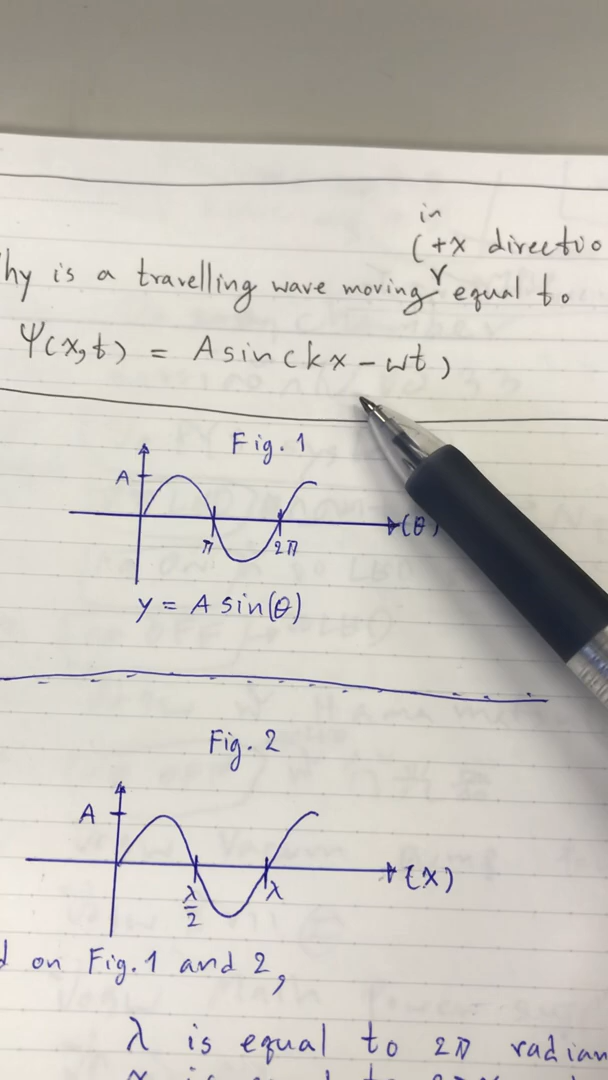 in
(+x directio
hy is a travelling wave moving equal to
Ψ(x,t) = A sin(kx - ωt)
Fig. 1
A
(θ)
π 2π
y = A sin(θ)
Fig. 2
A
(x)
λ/2 λ
d on Fig. 1 and 2,
λ is equal to 2π radian